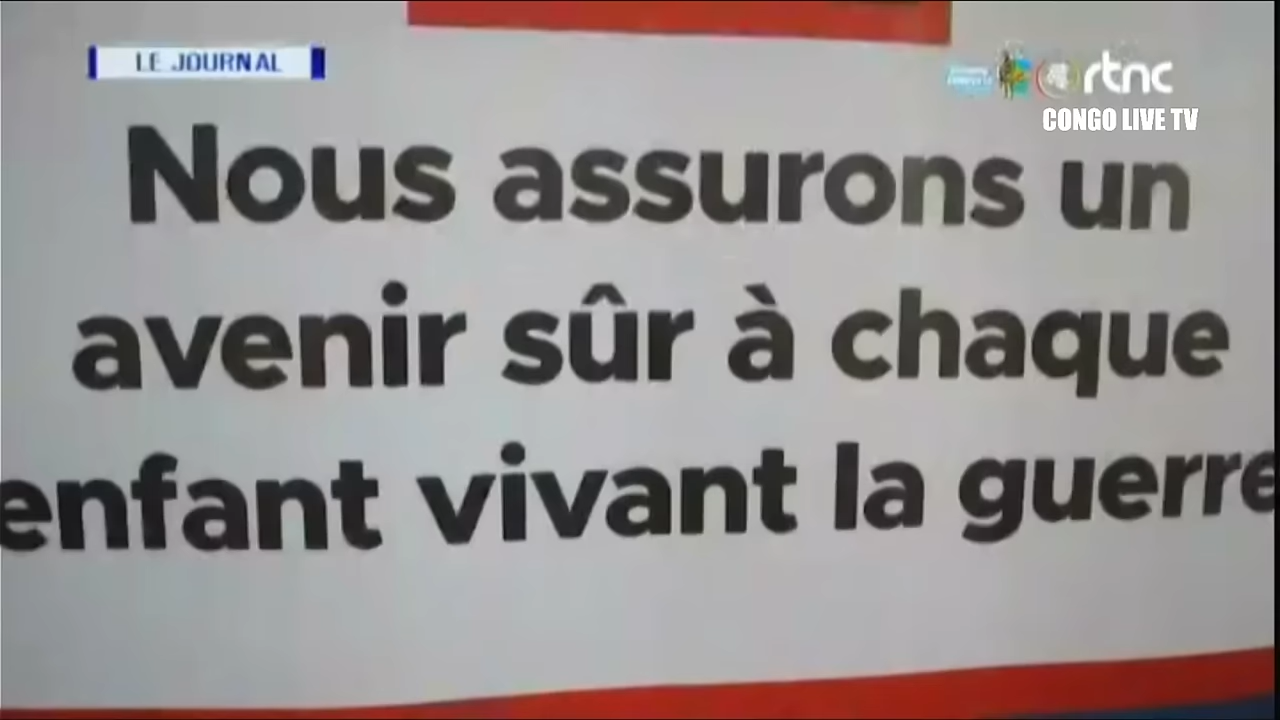 LE JOURNAL
rtnc
CONGO LIVE TV
Nous assurons un
avenir sûr à chaque
enfant vivant la guerre